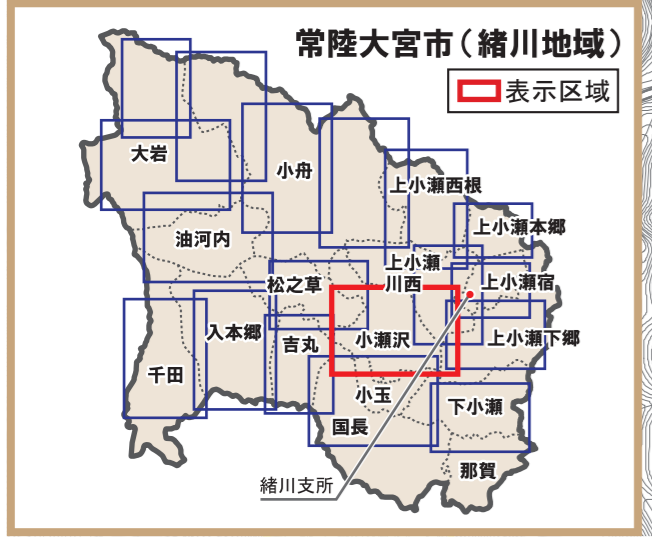 常陸大宮市（緒川地域）
表示区域
大岩
小舟
上小瀬西根
上小瀬本郷
油河内
上小瀬
川西
松之草
上小瀬宿
入本郷
吉丸
小瀬沢
上小瀬下郷
千田
小玉
下小瀬
国長
那賀
緒川支所